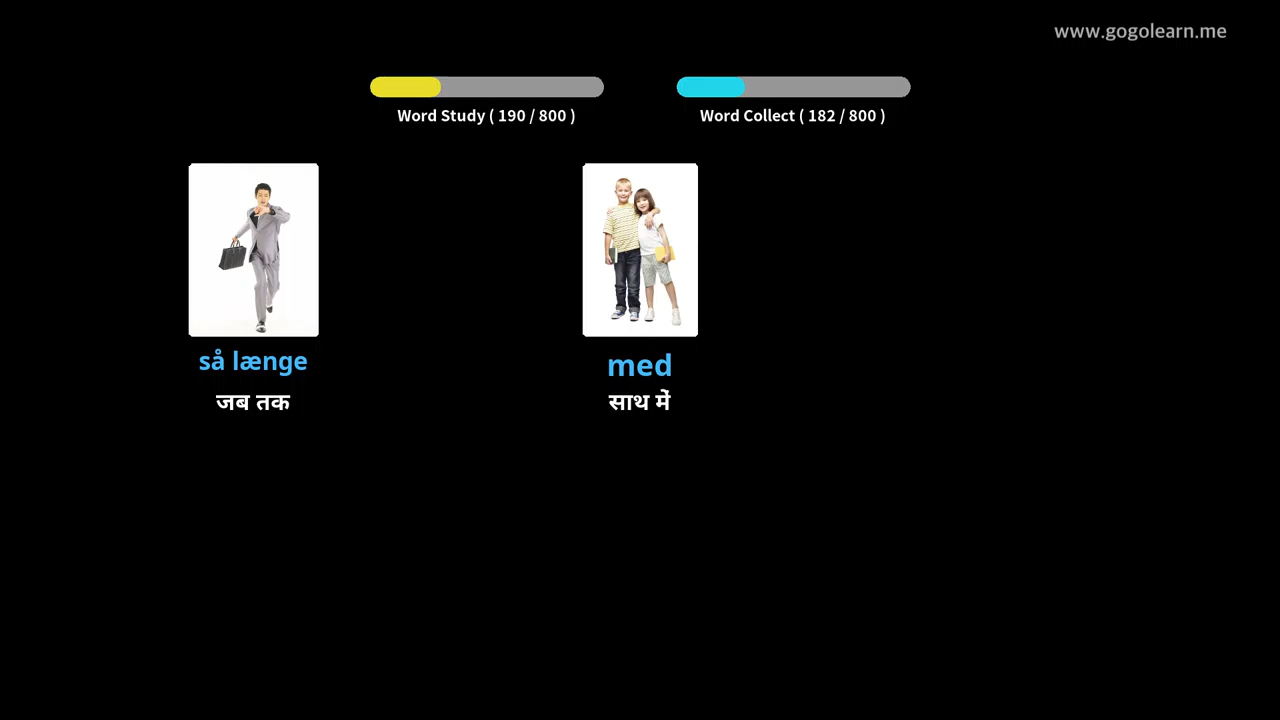 www.gogolearn.me
Word Study ( 190 / 800 )
Word Collect ( 182 / 800 )
så længe
जब तक
med
साथ में